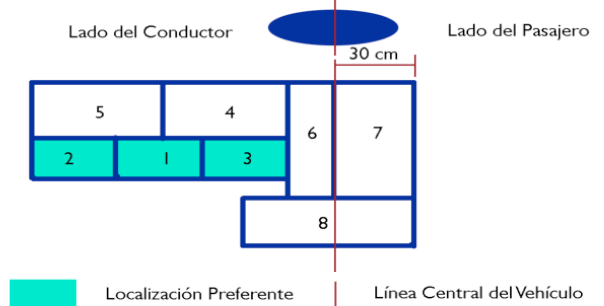 Lado del Conductor
Lado del Pasajero
30 cm
5
4
6
7
2
1
3
8
Localización Preferente
Línea Central del Vehículo